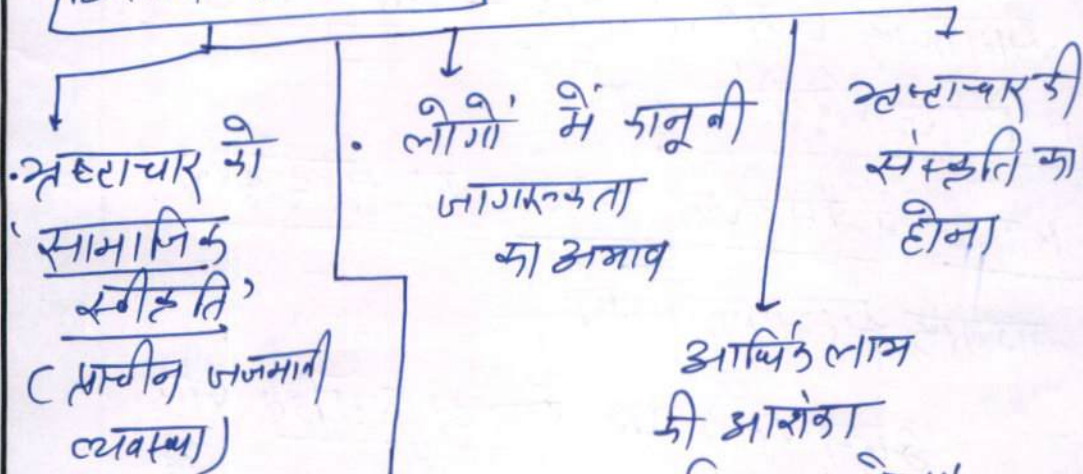 • भ्रष्टाचार को
'सामाजिक
स्वीकृति'
(प्राचीन जजमानी
व्यवस्था)
• लोगों में कानूनी
जागरूकता
का अभाव
आर्थिक लाभ
की आशंका
भ्रष्टाचार की
संस्कृति का
होना